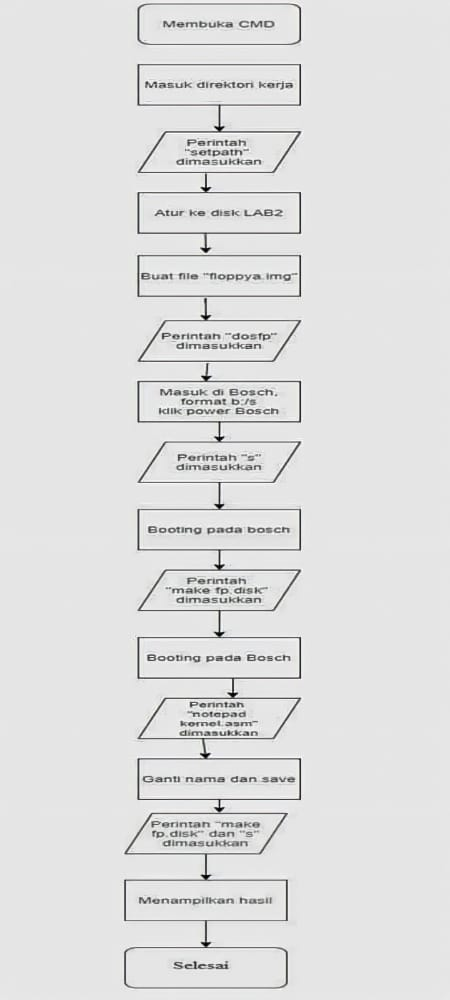 Membuka CMD
Masuk direktori kerja
Perintah
"setpath"
dimasukkan
Atur ke disk LAB2
Buat file "floppya.img"
Perintah "dosfp"
dimasukkan
Masuk di Bosch,
format b:/s
klik power Bosch
Perintah "s"
dimasukkan
Booting pada bosch
Perintah
"make fp.disk"
dimasukkan
Booting pada Bosch
Perintah
"notepad
kernel.asm"
dimasukkan
Ganti nama dan save
Perintah "make
fp.disk" dan "s"
dimasukkan
Menampilkan hasil
Selesai